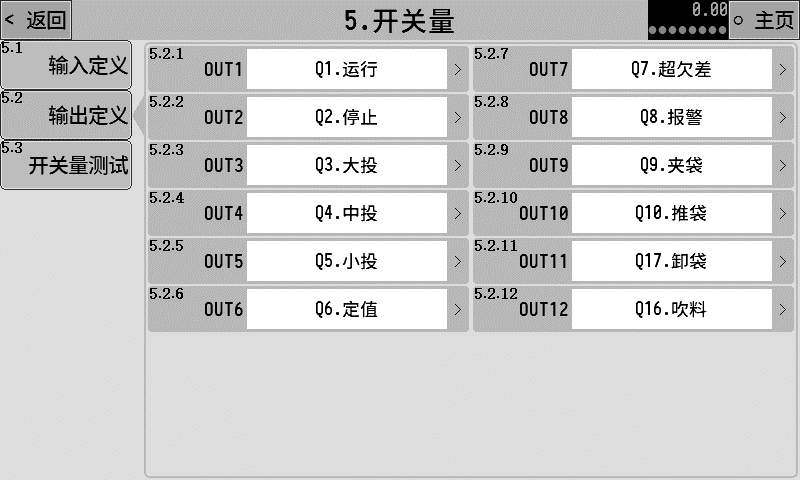 < 返回
5.开关量
0.00
主页
5.1
输入定义
5.2
输出定义
5.3
开关量测试
5.2.1 OUT1 Q1.运行 >
5.2.7 OUT7 Q7.超欠差 >
5.2.2 OUT2 Q2.停止 >
5.2.8 OUT8 Q8.报警 >
5.2.3 OUT3 Q3.大投 >
5.2.9 OUT9 Q9.夹袋 >
5.2.4 OUT4 Q4.中投 >
5.2.10 OUT10 Q10.推袋 >
5.2.5 OUT5 Q5.小投 >
5.2.11 OUT11 Q17.卸袋 >
5.2.6 OUT6 Q6.定值 >
5.2.12 OUT12 Q16.吹料 >